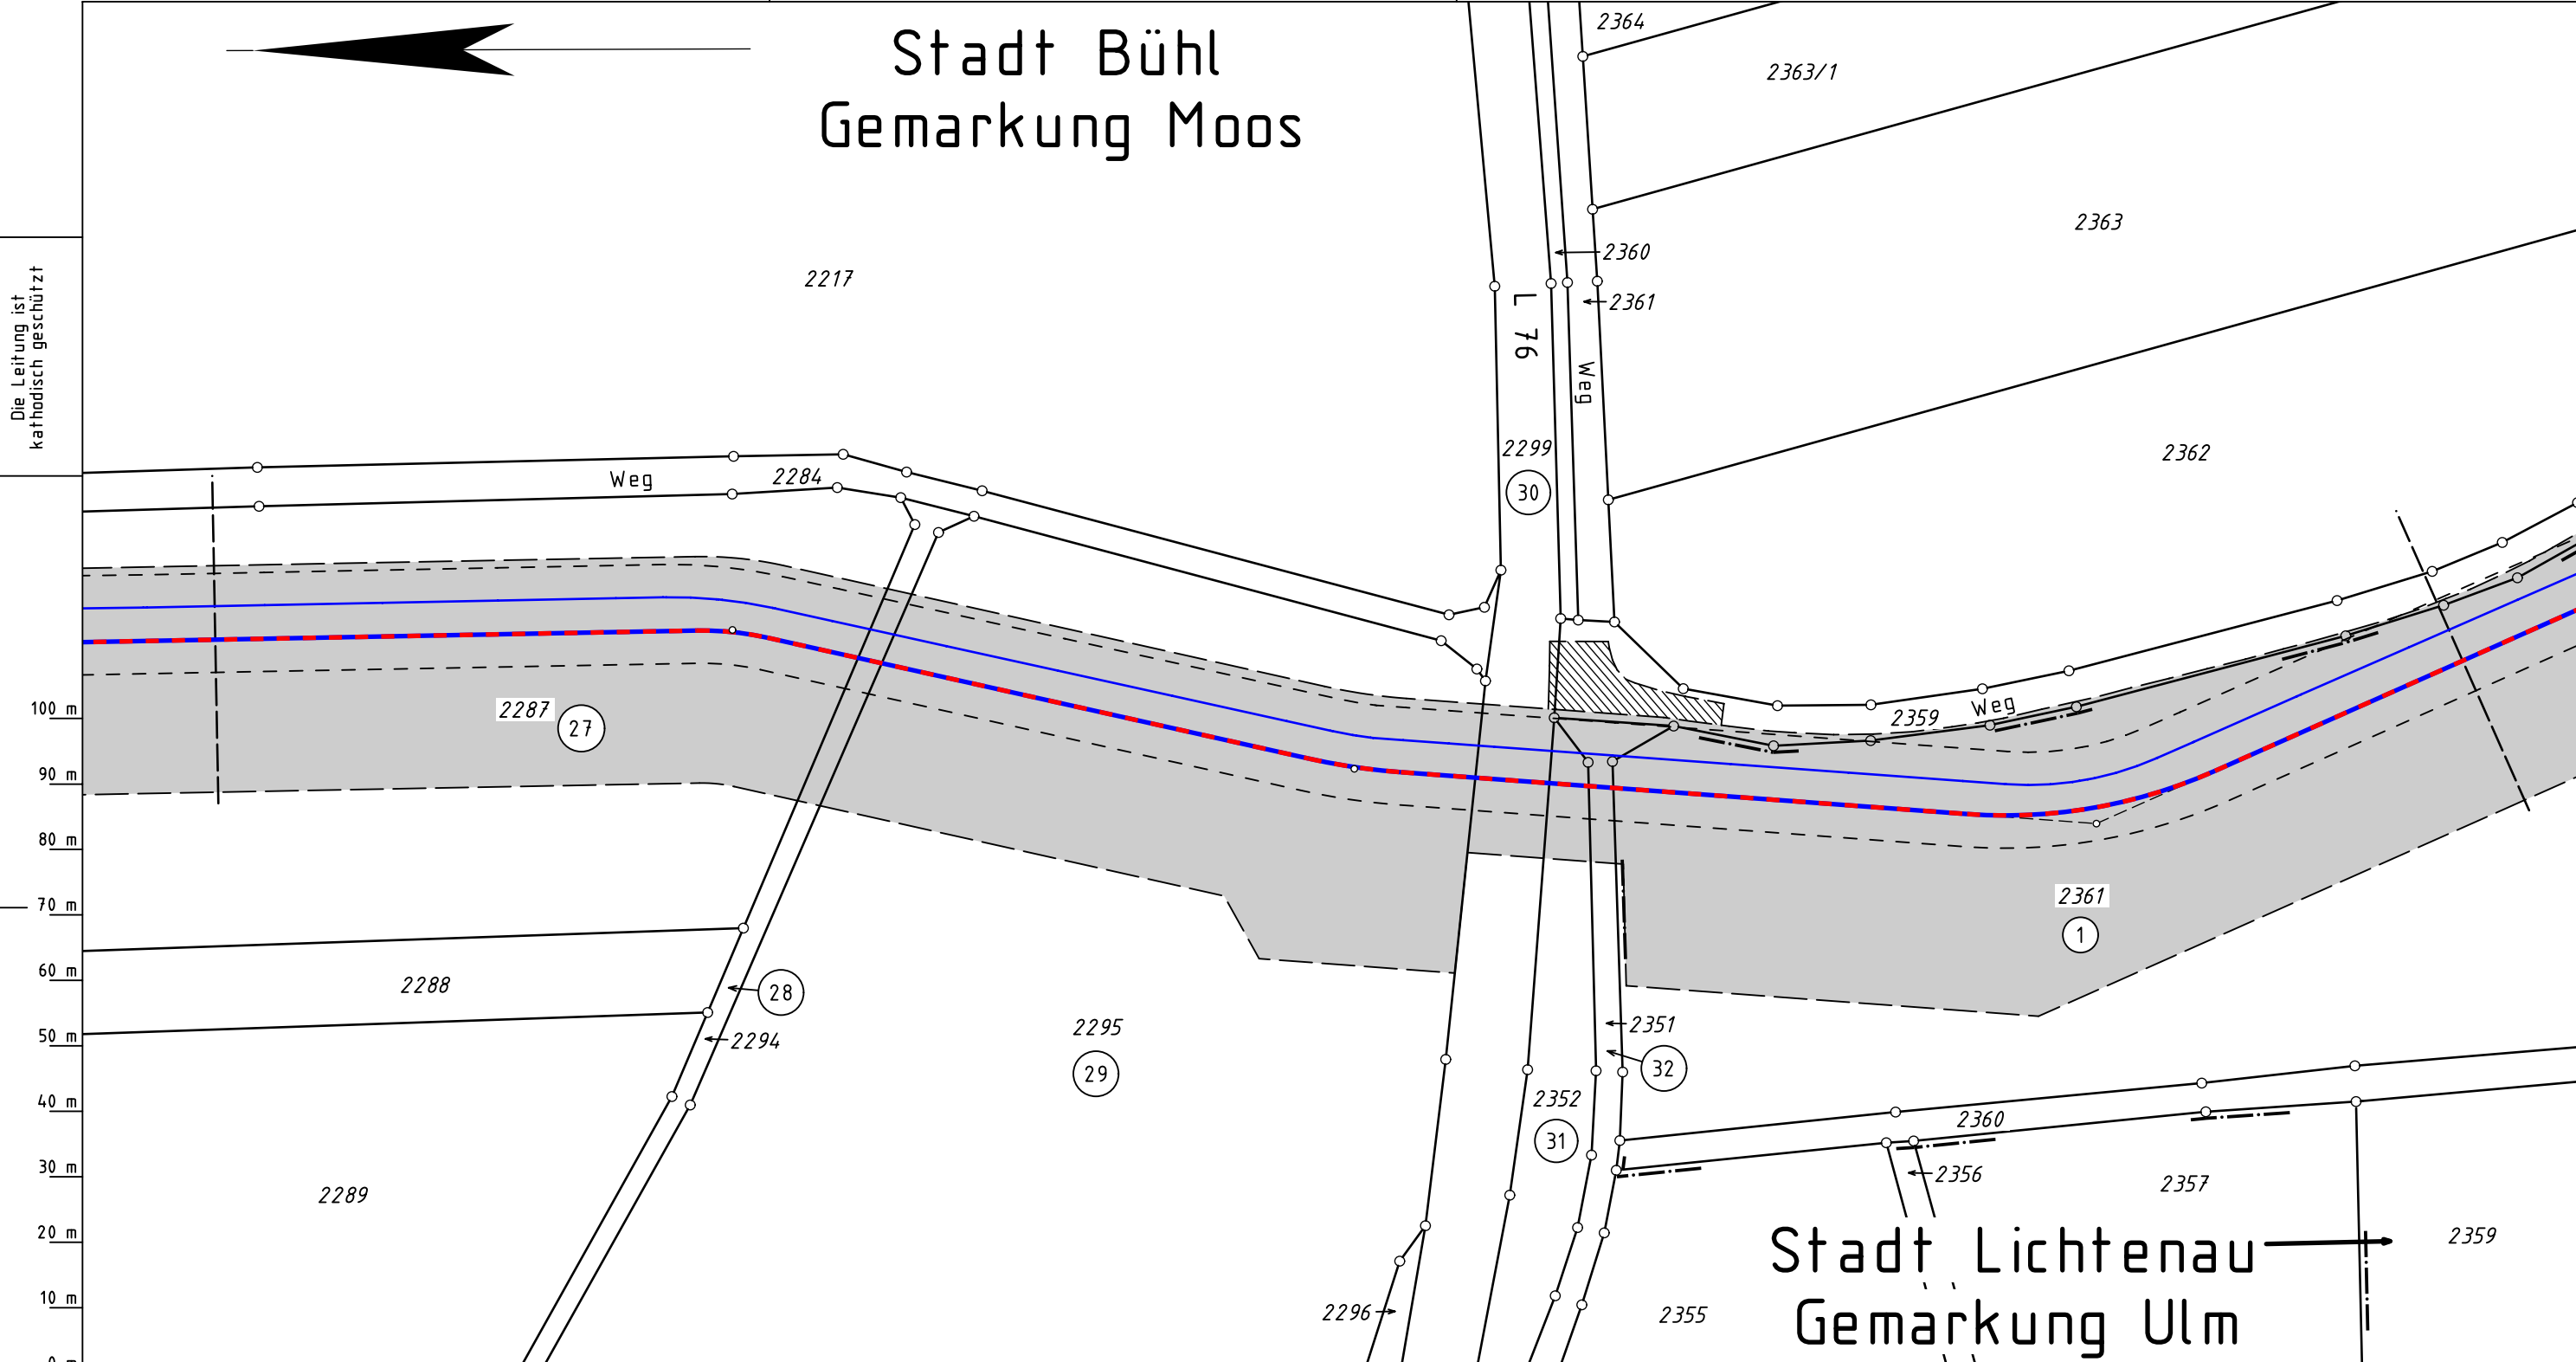 Stadt Bühl
Gemarkung Moos
2364
2363/1
2363
2360
2361
2217
L 76
Weg
Die Leitung ist
kathodisch geschützt
2299
30
2362
Weg
2284
2287
27
2359
Weg
100 m
90 m
80 m
70 m
60 m
50 m
40 m
30 m
20 m
10 m
2361
1
2288
28
2294
2295
29
2351
32
2352
31
2360
2356
2357
2289
2359
Stadt Lichtenau
Gemarkung Ulm
2296
2355